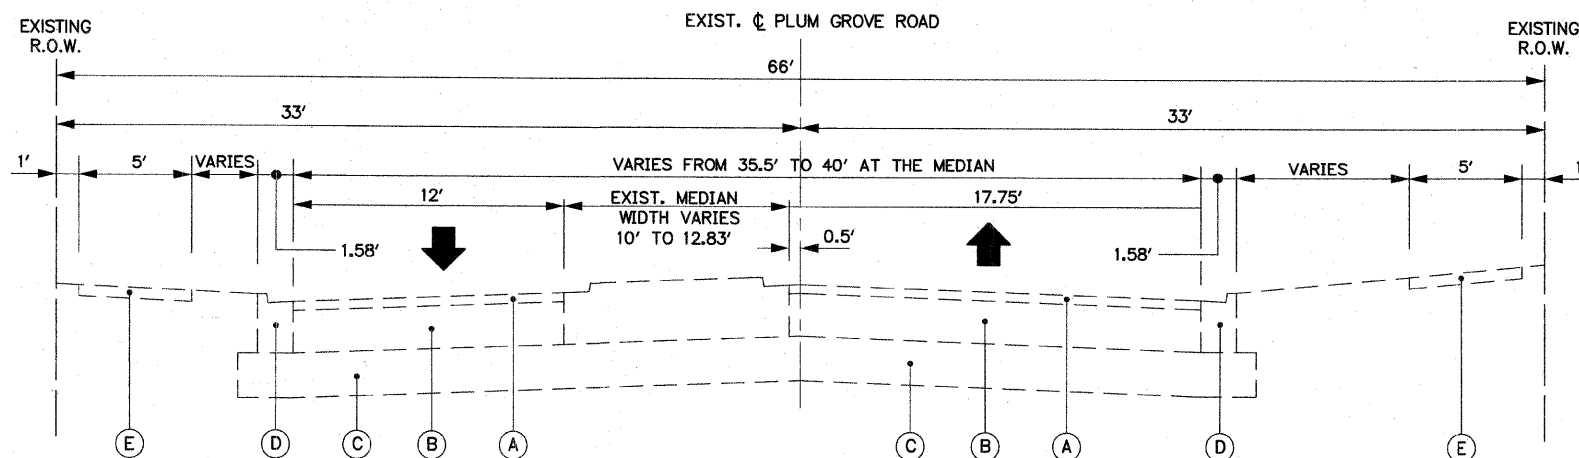 EXIST. ℄ PLUM GROVE ROAD
EXISTING
R.O.W.
EXISTING
R.O.W.
66'
33'
33'
1'
5'
VARIES
VARIES FROM 35.5' TO 40' AT THE MEDIAN
VARIES
5'
1'
12'
EXIST. MEDIAN
WIDTH VARIES
10' TO 12.83'
17.75'
1.58'
0.5'
1.58'
E
D
C
B
A
C
B
A
D
E